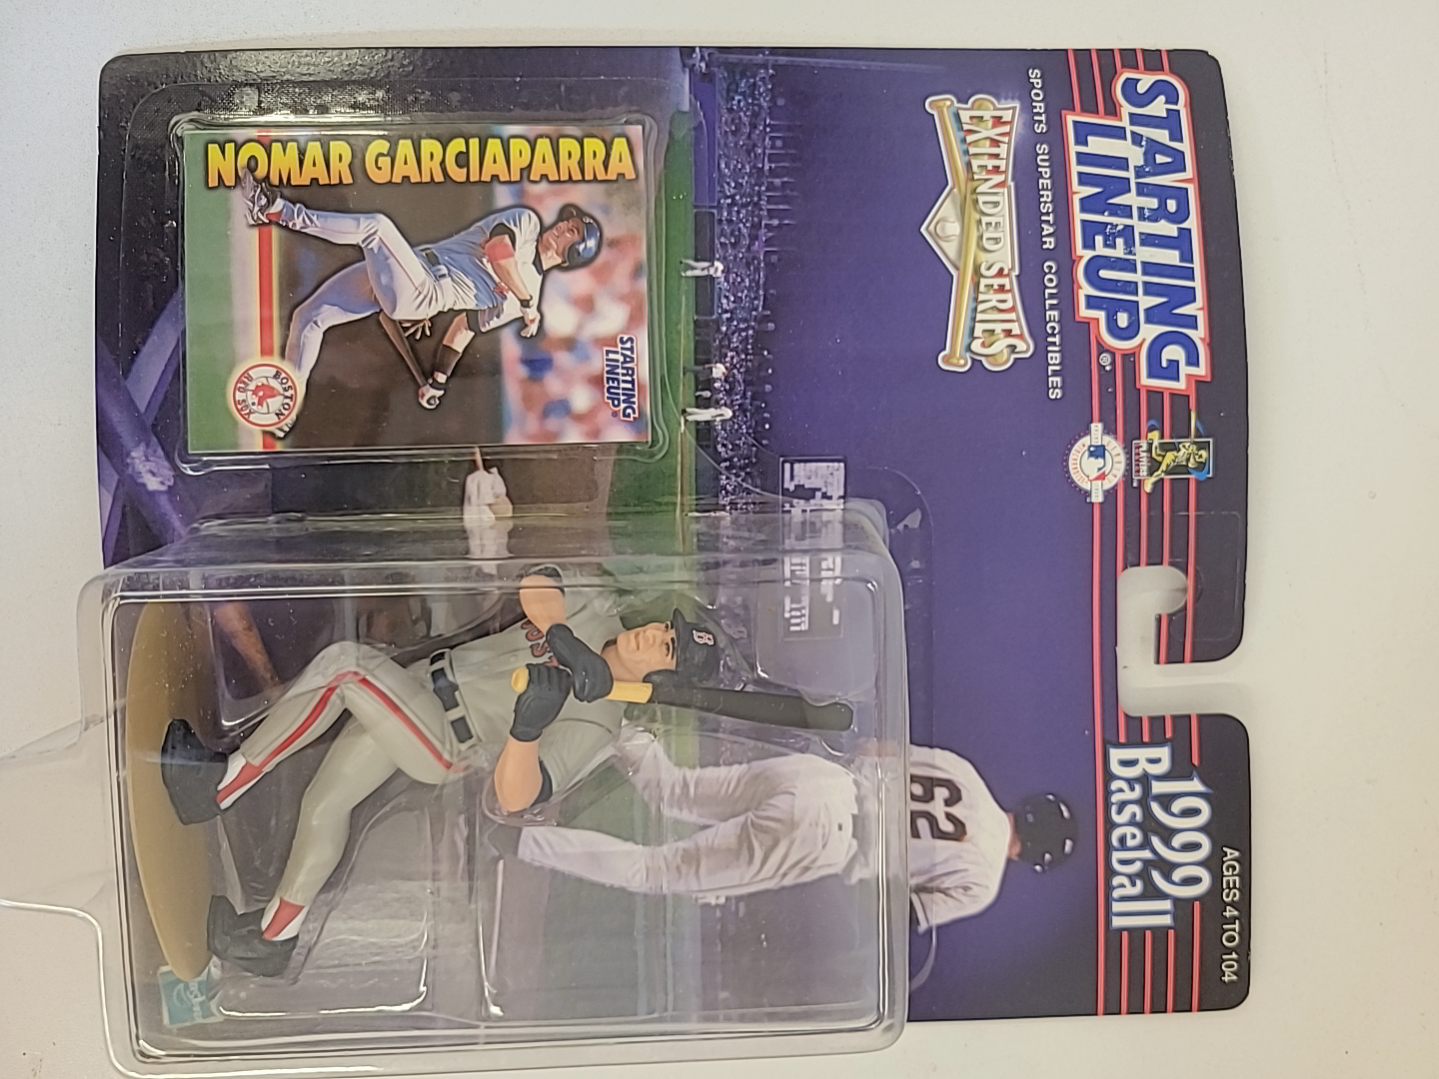 AGES 4 TO 104
STARTING
LINEUP®
1999
Baseball
SPORTS SUPERSTAR COLLECTIBLES
EXTENDED SERIES
62
B
STARTING
LINEUP
BOSTON
RED SOX
NOMAR GARCIAPARRA
Hasbro